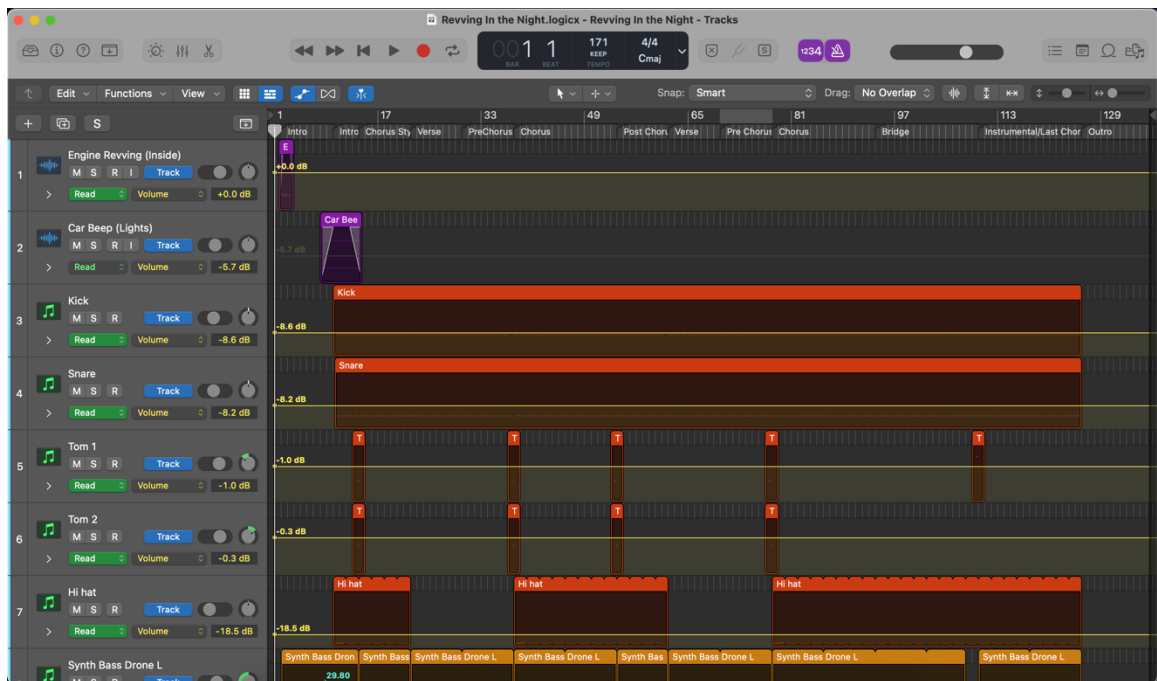 Revving In the Night.logicx - Revving In the Night - Tracks
001 1 171 4/4
KEEP Cmaj
BAR BEAT TEMPO
S 1234
Edit Functions View Snap: Smart Drag: No Overlap
S 1 17 33 49 65 81 97 113 129
Intro Intro Chorus Sty Verse PreChorus Chorus Post Choru Verse Pre Chorus Chorus Bridge Instrumental/Last Chor Outro
Engine Revving (Inside) E
1 M S R I Track +0.0 dB
Read Volume +0.0 dB
Car Beep (Lights) Car Bee
2 M S R I Track -5.7 dB
Read Volume -5.7 dB
Kick Kick
3 M S R Track -8.6 dB
Read Volume -8.6 dB
Snare Snare
4 M S R Track -8.2 dB
Read Volume -8.2 dB
Tom 1 T T T T T
5 M S R Track -1.0 dB
Read Volume -1.0 dB
Tom 2 T T T T
6 M S R Track -0.3 dB
Read Volume -0.3 dB
Hi hat Hi hat Hi hat Hi hat
7 M S R Track -18.5 dB
Read Volume -18.5 dB
Synth Bass Drone L Synth Bass Dron Synth Bass Synth Bass Drone L Synth Bass Drone L Synth Bas Synth Bass Drone L Synth Bass Drone L Synth Bass Drone L
29.80